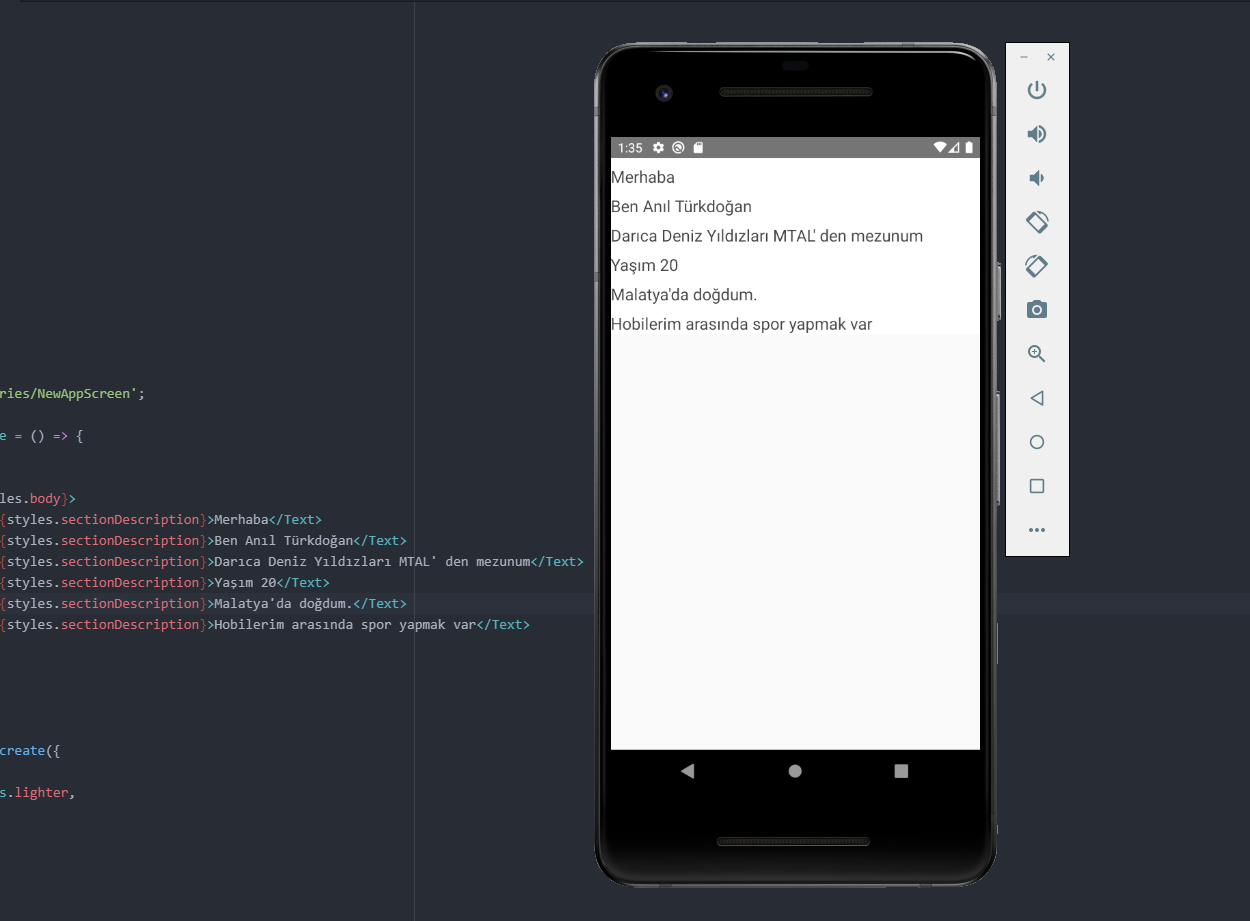 ries/NewAppScreen';
e = () => {
les.body}>
{styles.sectionDescription}>Merhaba</Text>
{styles.sectionDescription}>Ben Anıl Türkdoğan</Text>
{styles.sectionDescription}>Darıca Deniz Yıldızları MTAL' den mezunum</Text>
{styles.sectionDescription}>Yaşım 20</Text>
{styles.sectionDescription}>Malatya'da doğdum.</Text>
{styles.sectionDescription}>Hobilerim arasında spor yapmak var</Text>
create({
s.lighter,
1:35
Merhaba
Ben Anıl Türkdoğan
Darıca Deniz Yıldızları MTAL' den mezunum
Yaşım 20
Malatya'da doğdum.
Hobilerim arasında spor yapmak var